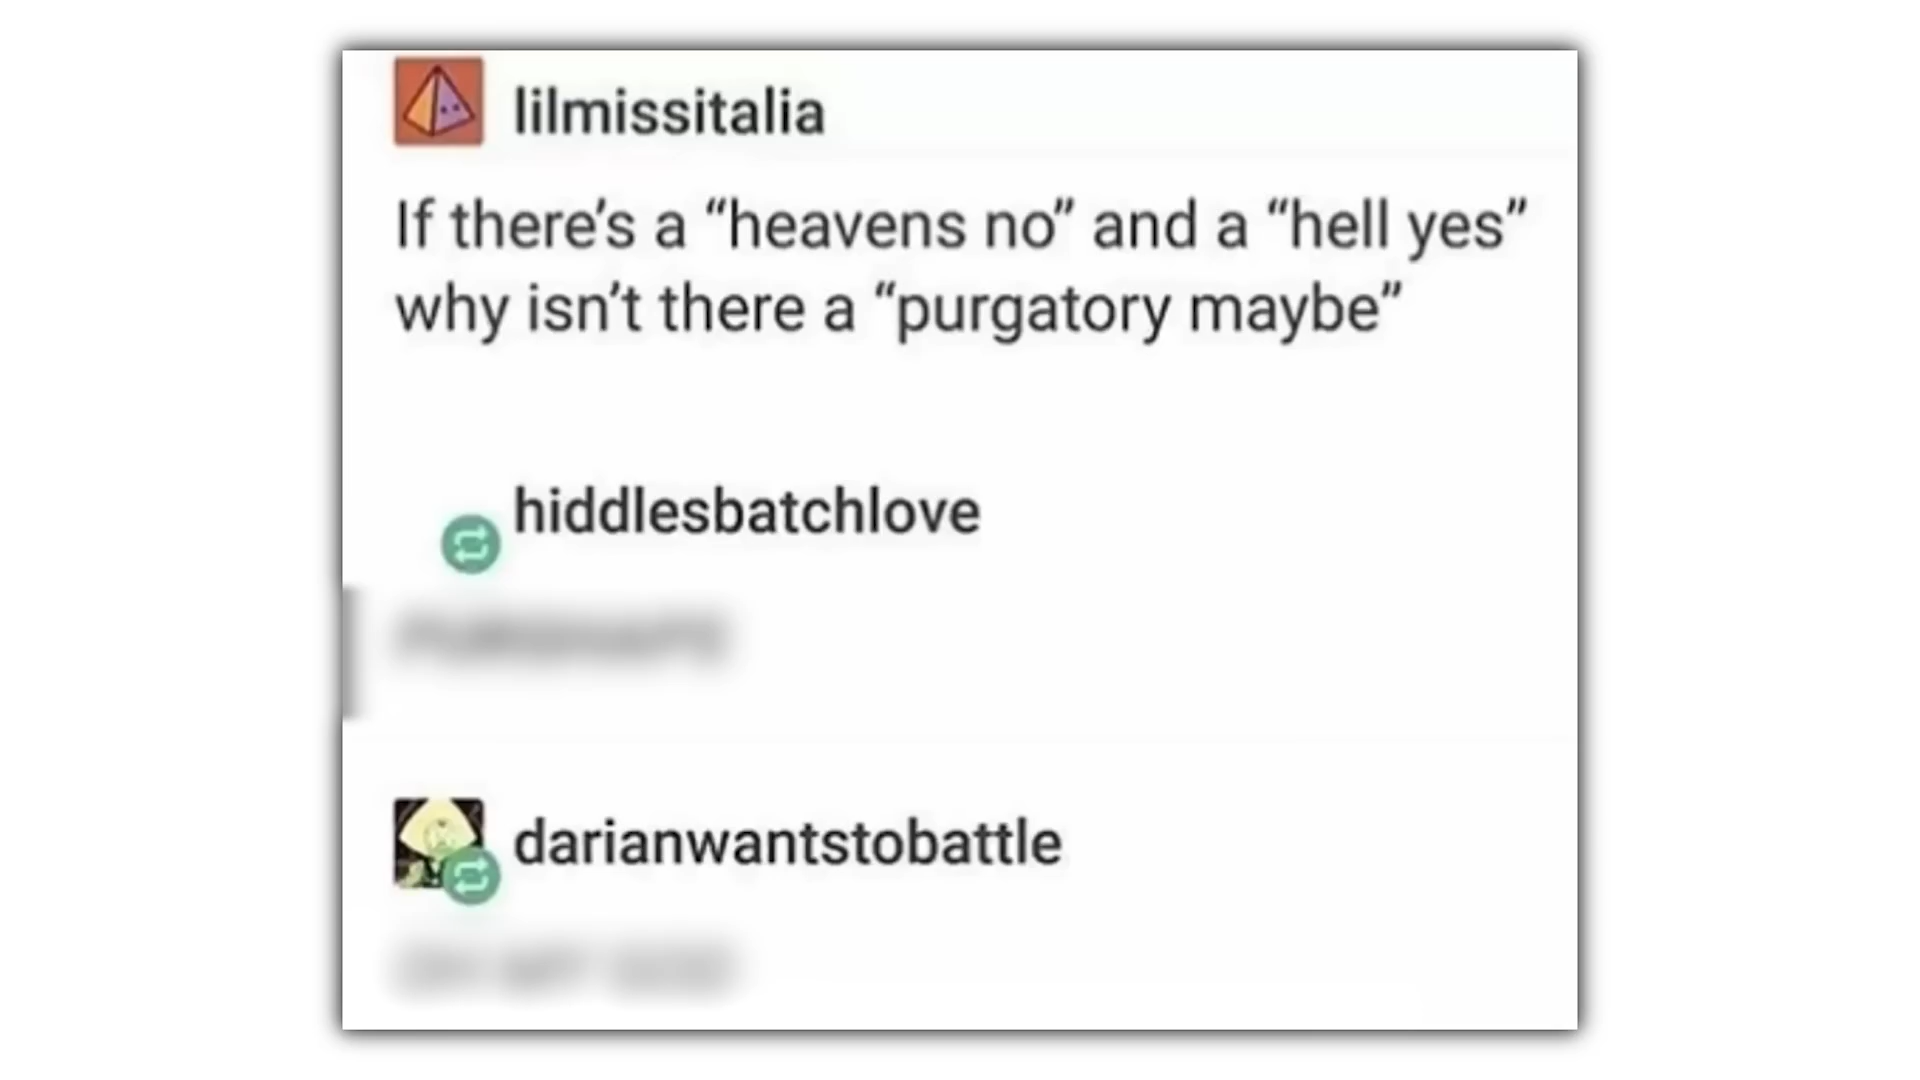 lilmissitalia
If there's a “heavens no” and a “hell yes”
why isn't there a “purgatory maybe”
hiddlesbatchlove
darianwantstobattle